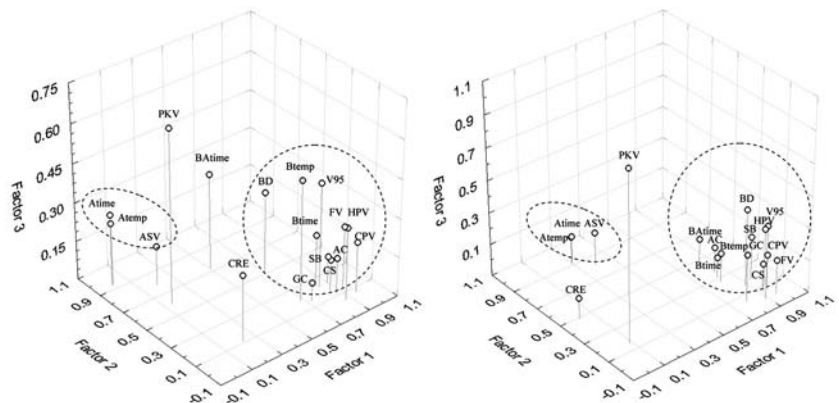 0.75
0.60
0.45
0.30
0.15
Factor 3
PKV
BAtime
Btemp
BD
V95
Atime
Atemp
ASV
FV HPV
Btime
CPV
SB AC
CS
GC
CRE
1.1
0.9
0.7
0.5
0.3
0.1
-0.1
Factor 2
-0.1
0.1
0.3
0.5
0.7
0.9
1.1
Factor 1
1.1
0.9
0.7
0.5
0.3
0.1
Factor 3
PKV
BD
V95
HPV
SB
Atime ASV
Atemp
BAtime AC
Btemp GC CPV
Btime
CS FV
CRE
1.1
0.9
0.7
0.5
0.3
0.1
-0.1
Factor 2
-0.1
0.1
0.3
0.5
0.7
0.9
1.1
Factor 1